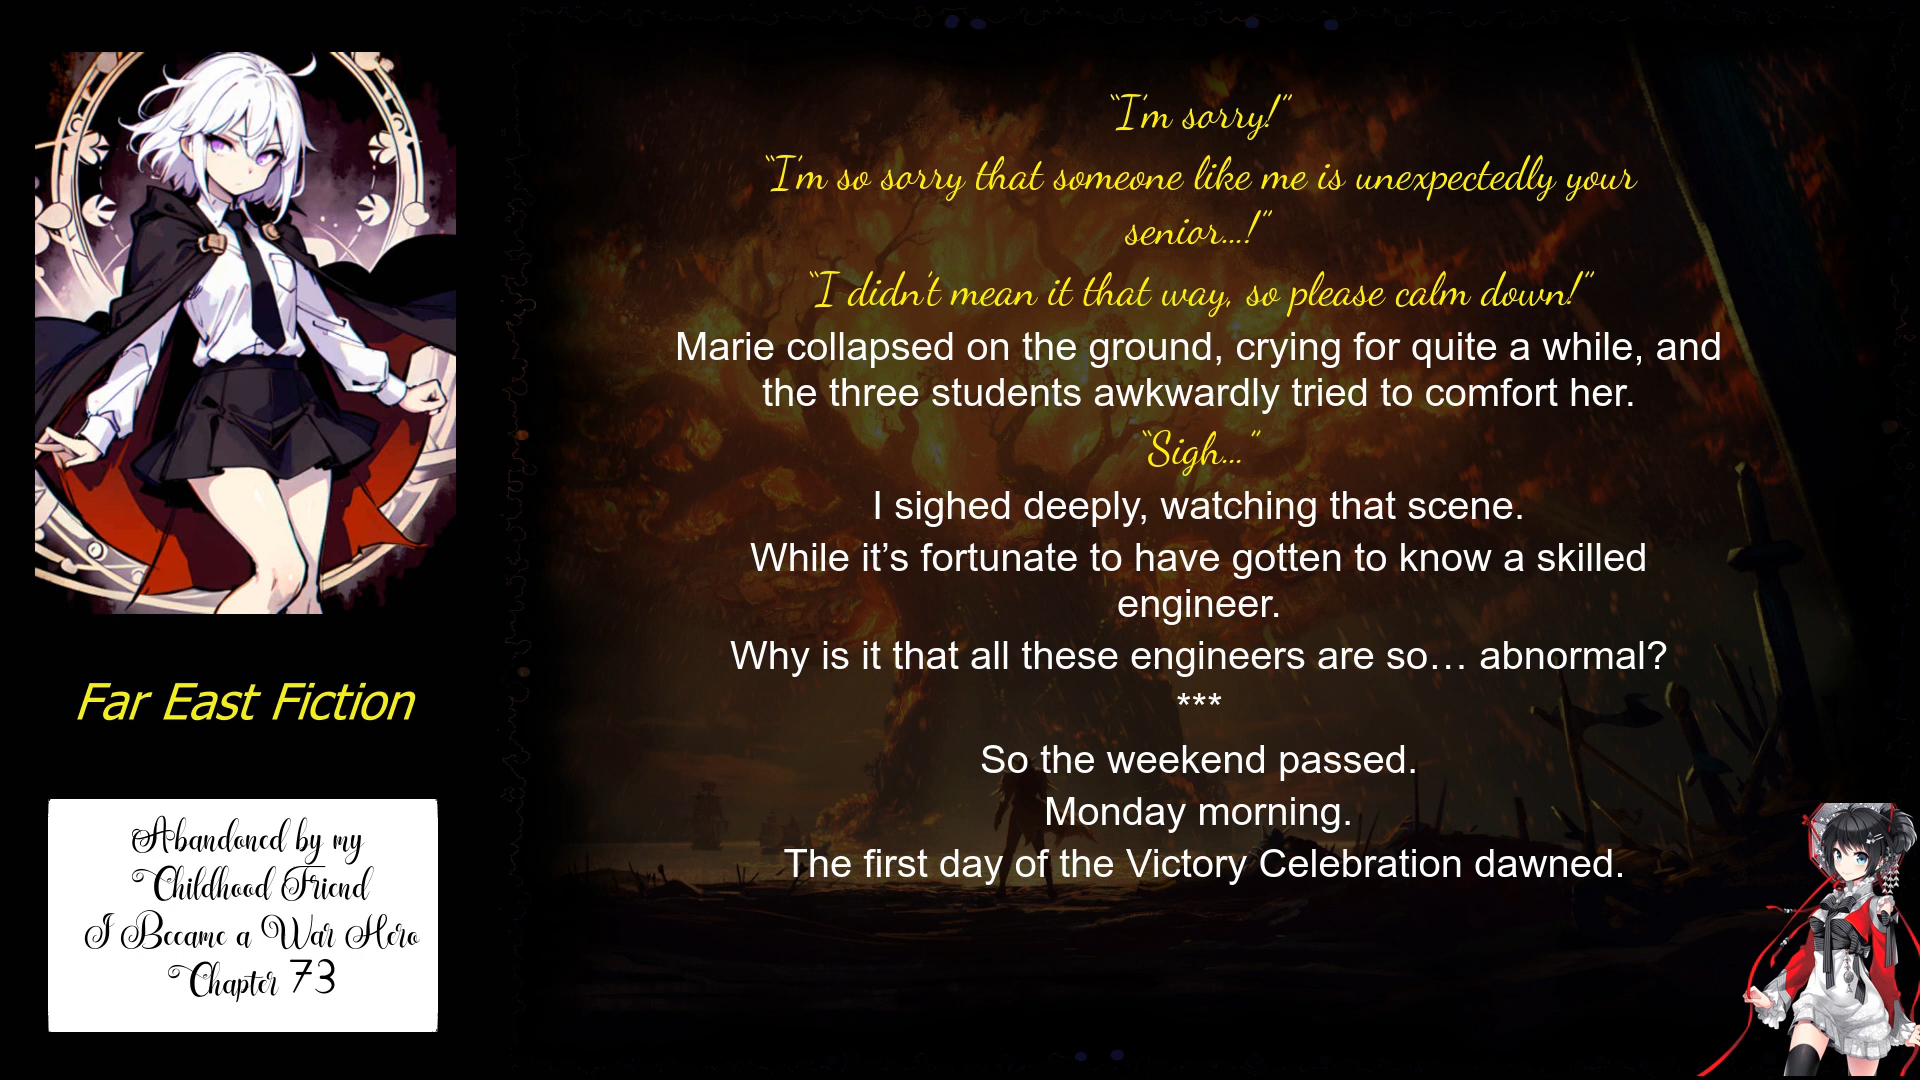 “I’m sorry!”
“I’m so sorry that someone like me is unexpectedly your
senior…!”
“I didn’t mean it that way, so please calm down!”
Marie collapsed on the ground, crying for quite a while, and
the three students awkwardly tried to comfort her.
“Sigh…”
I sighed deeply, watching that scene.
While it’s fortunate to have gotten to know a skilled
engineer.
Why is it that all these engineers are so… abnormal?
***
So the weekend passed.
Monday morning.
The first day of the Victory Celebration dawned.
Far East Fiction
Abandoned by my
Childhood Friend
I Became a War Hero
Chapter 73